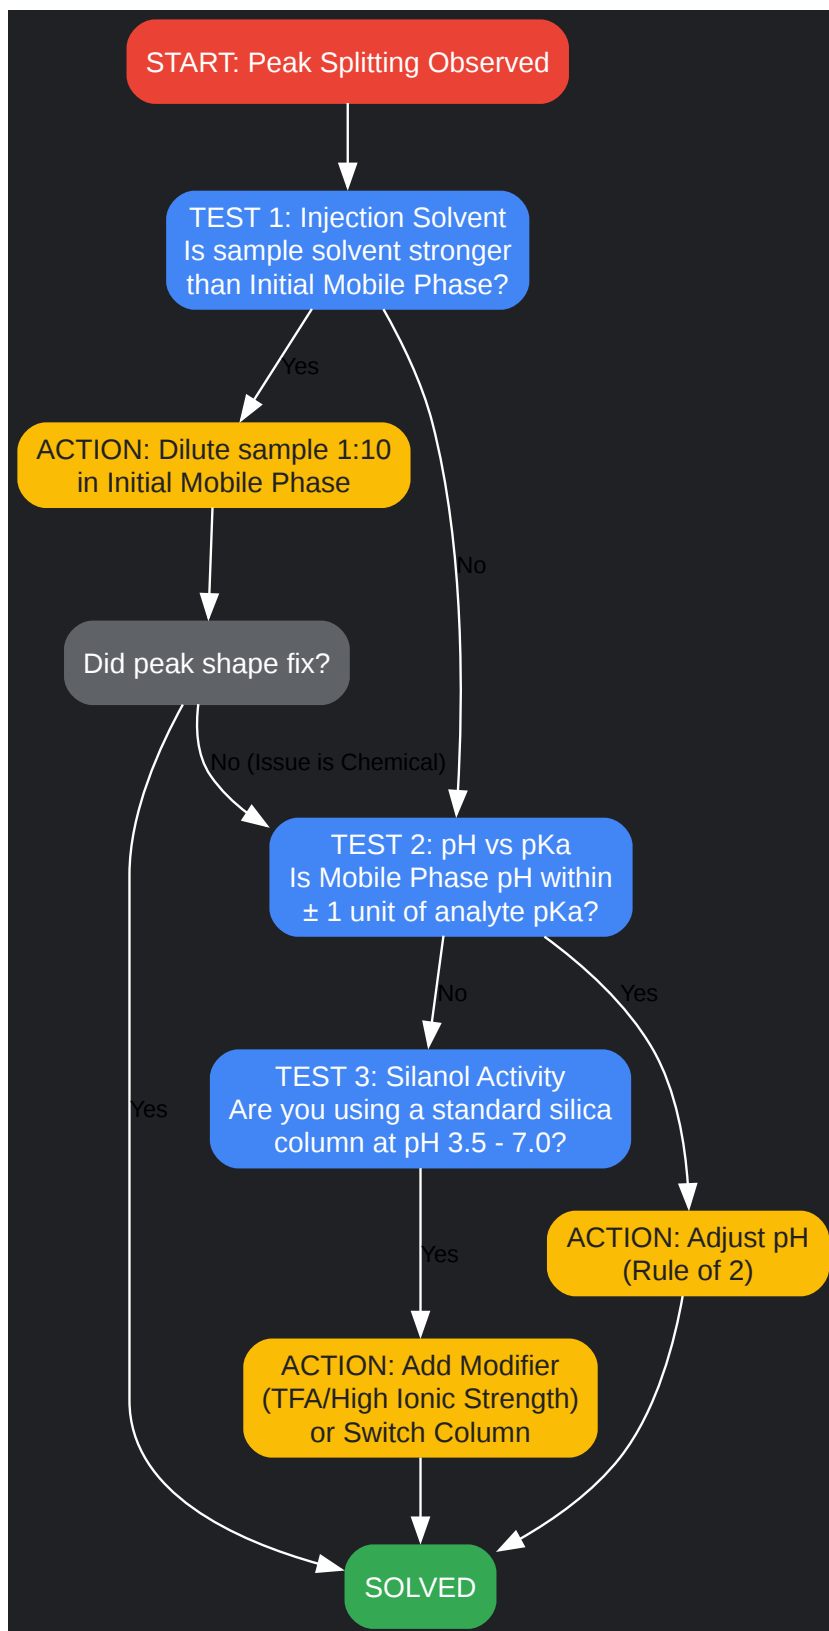 START: Peak Splitting Observed
TEST 1: Injection Solvent
Is sample solvent stronger
than Initial Mobile Phase?
Yes
ACTION: Dilute sample 1:10
in Initial Mobile Phase
No
Did peak shape fix?
No (Issue is Chemical)
TEST 2: pH vs pKa
Is Mobile Phase pH within
± 1 unit of analyte pKa?
No
Yes
TEST 3: Silanol Activity
Are you using a standard silica
column at pH 3.5 - 7.0?
Yes
ACTION: Adjust pH
(Rule of 2)
Yes
ACTION: Add Modifier
(TFA/High Ionic Strength)
or Switch Column
SOLVED